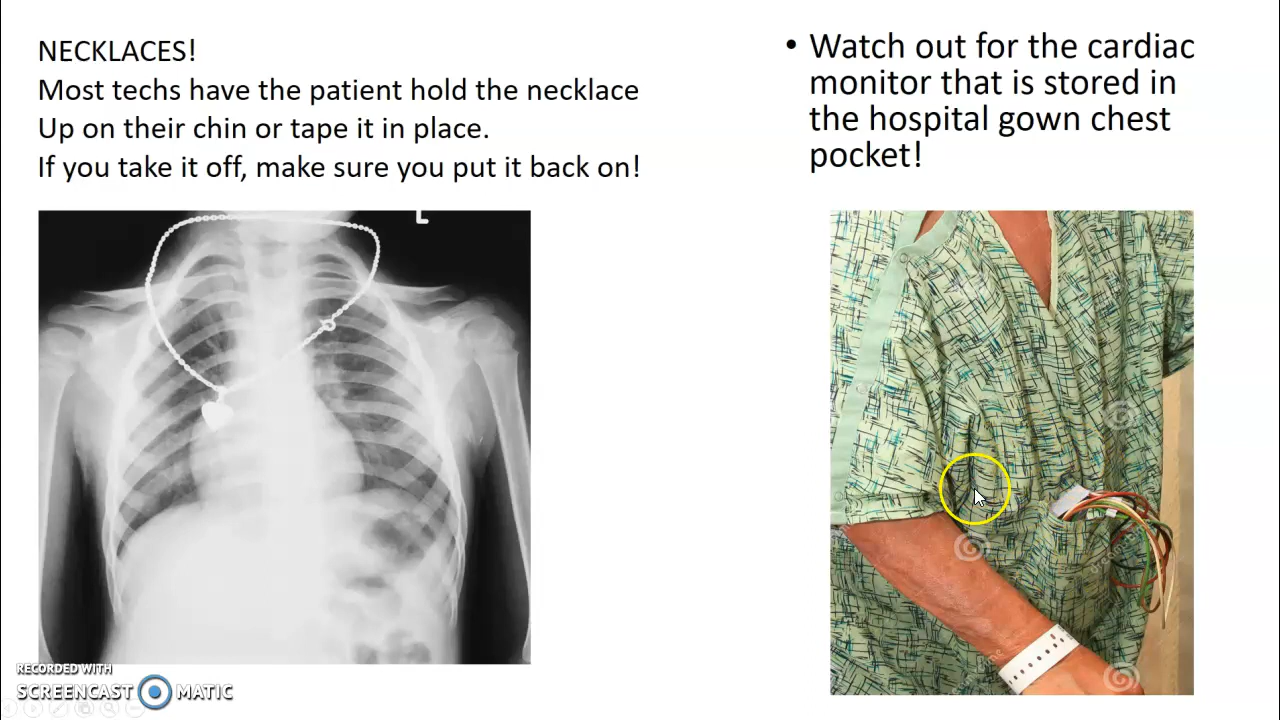 NECKLACES!
Most techs have the patient hold the necklace
Up on their chin or tape it in place.
If you take it off, make sure you put it back on!
• Watch out for the cardiac
monitor that is stored in
the hospital gown chest
pocket!
L
RECORDED WITH
SCREENCAST MATIC